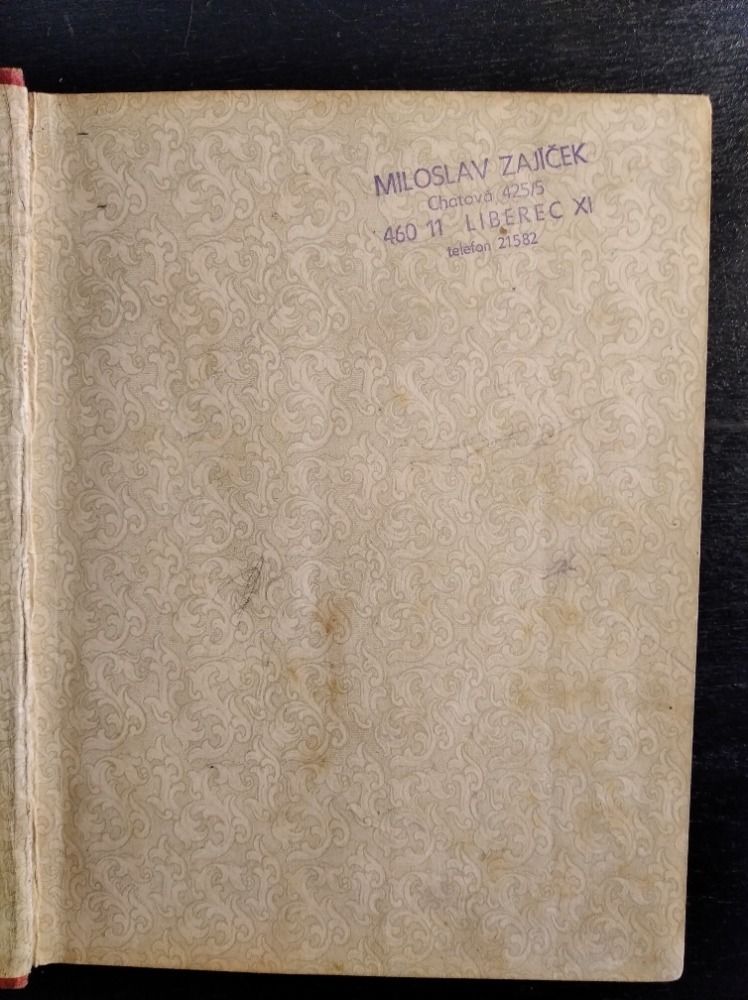 MILOSLAV ZAJÍČEK
Chatová 425/5
460 11 LIBEREC XI
telefon 21582